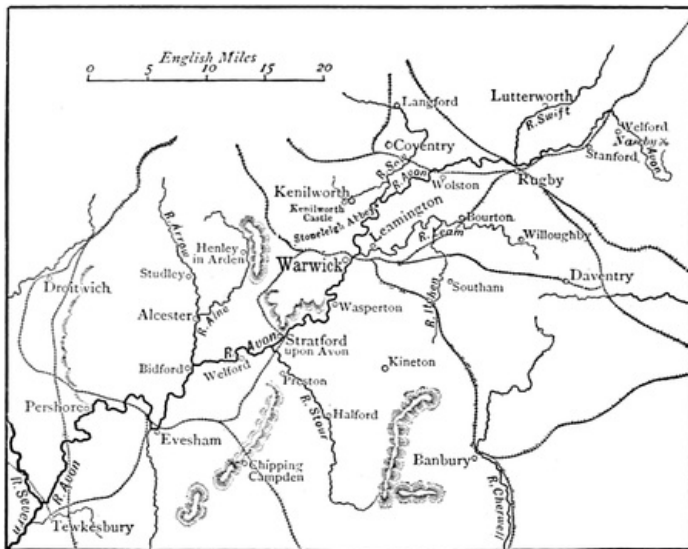 English Miles
0 5 10 15 20
Langford
Lutterworth
R. Swift
Welford
Naseby
Avon
Stanford
Coventry
R. Sow
R. Avon
Wolston
Rugby
Kenilworth
Kenilworth
Castle
Stoneleigh Abbey
Leamington
Bourton
R. Leam
Willoughby
R. Arrow
Henley
in Arden
Warwick
Studley
Droitwich
Daventry
Southam
R. Itchen
Wasperton
Alcester
R. Alne
R. Avon
Stratford
upon Avon
Bidford
Welford
Kineton
Preston
Pershore
R. Stour
Halford
Evesham
Chipping
Campden
Banbury
R. Severn
R. Avon
R. Cherwell
Tewkesbury